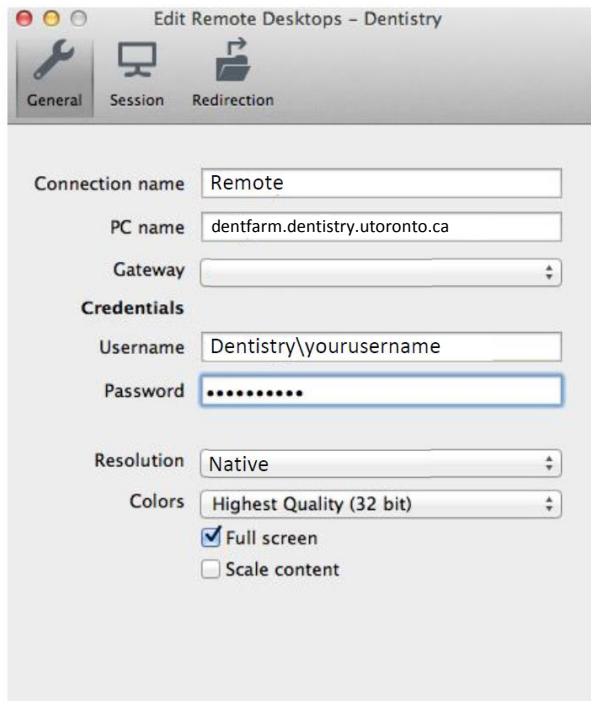 Edit Remote Desktops – Dentistry
General Session Redirection
Connection name Remote
PC name dentfarm.dentistry.utoronto.ca
Gateway
Credentials
Username Dentistry\yourusername
Password ••••••••••
Resolution Native
Colors Highest Quality (32 bit)
Full screen
Scale content